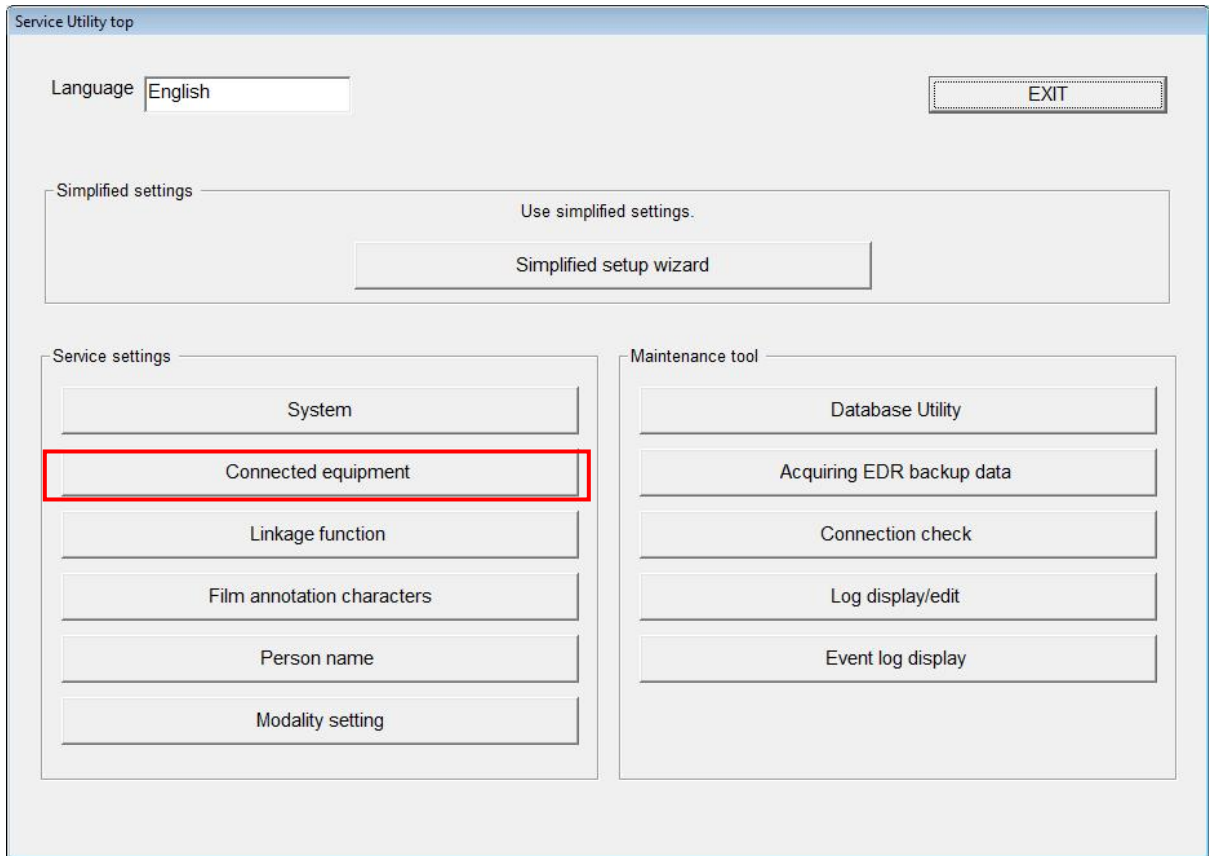 Service Utility top
Language English
EXIT
Simplified settings
Use simplified settings.
Simplified setup wizard
Service settings
System
Connected equipment
Linkage function
Film annotation characters
Person name
Modality setting
Maintenance tool
Database Utility
Acquiring EDR backup data
Connection check
Log display/edit
Event log display